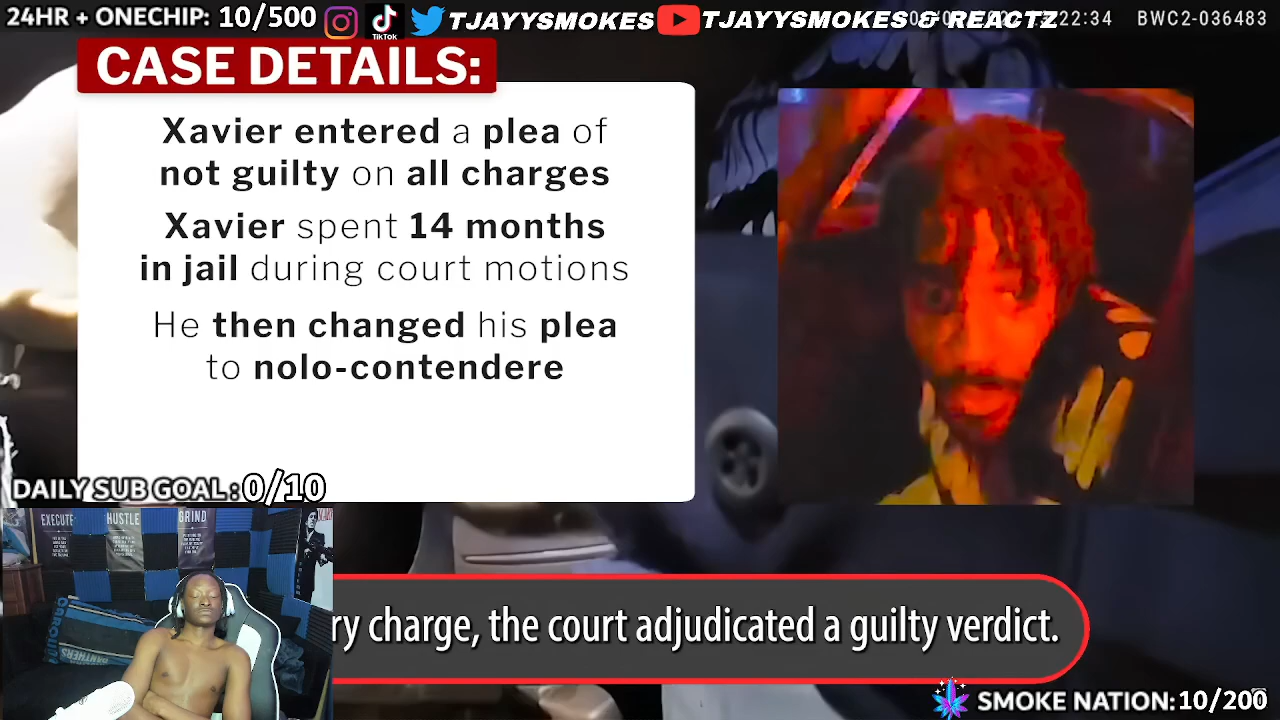 24HR + ONECHIP: 10/500
TikTok
TJAYYSMOKES
TJAYYSMOKES & REACTZ
22:34 BWC2-036483
CASE DETAILS:
Xavier entered a plea of
not guilty on all charges
Xavier spent 14 months
in jail during court motions
He then changed his plea
to nolo-contendere
DAILY SUB GOAL: 0/10
EXECUTE
HUSTLE
GRIND
PANTHERS
ry charge, the court adjudicated a guilty verdict.
SMOKE NATION: 10/200